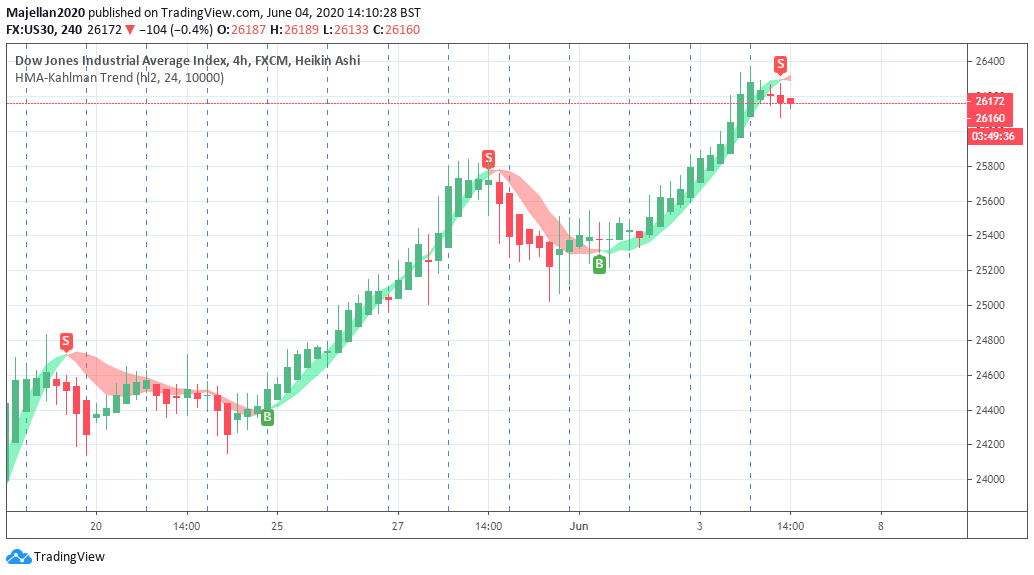 Majellan2020 published on TradingView.com, June 04, 2020 14:10:28 BST
FX:US30, 240 26172 ▼ −104 (−0.4%) O:26187 H:26189 L:26133 C:26160
Dow Jones Industrial Average Index, 4h, FXCM, Heikin Ashi
HMA-Kahlman Trend (hl2, 24, 10000)
S
S
S
B
B
26400
26172
26160
03:49:36
25800
25600
25400
25200
25000
24800
24600
24400
24200
24000
20 14:00 25 27 14:00 Jun 3 14:00 8
TradingView